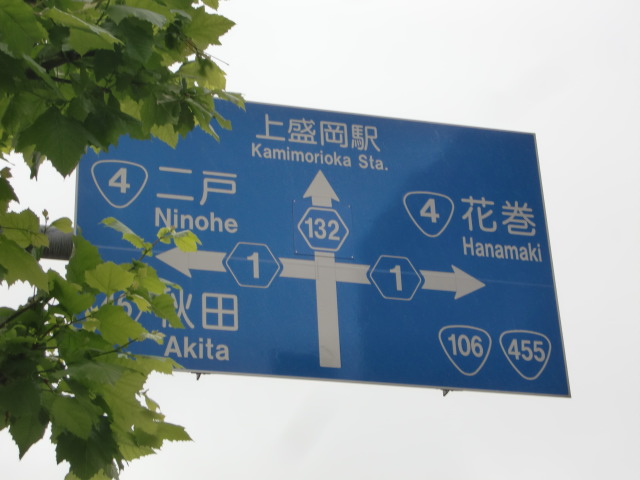 上盛岡駅
Kamimorioka Sta.
4 二戸
Ninohe
132
4 花巻
Hanamaki
1
1
秋田
Akita
106 455